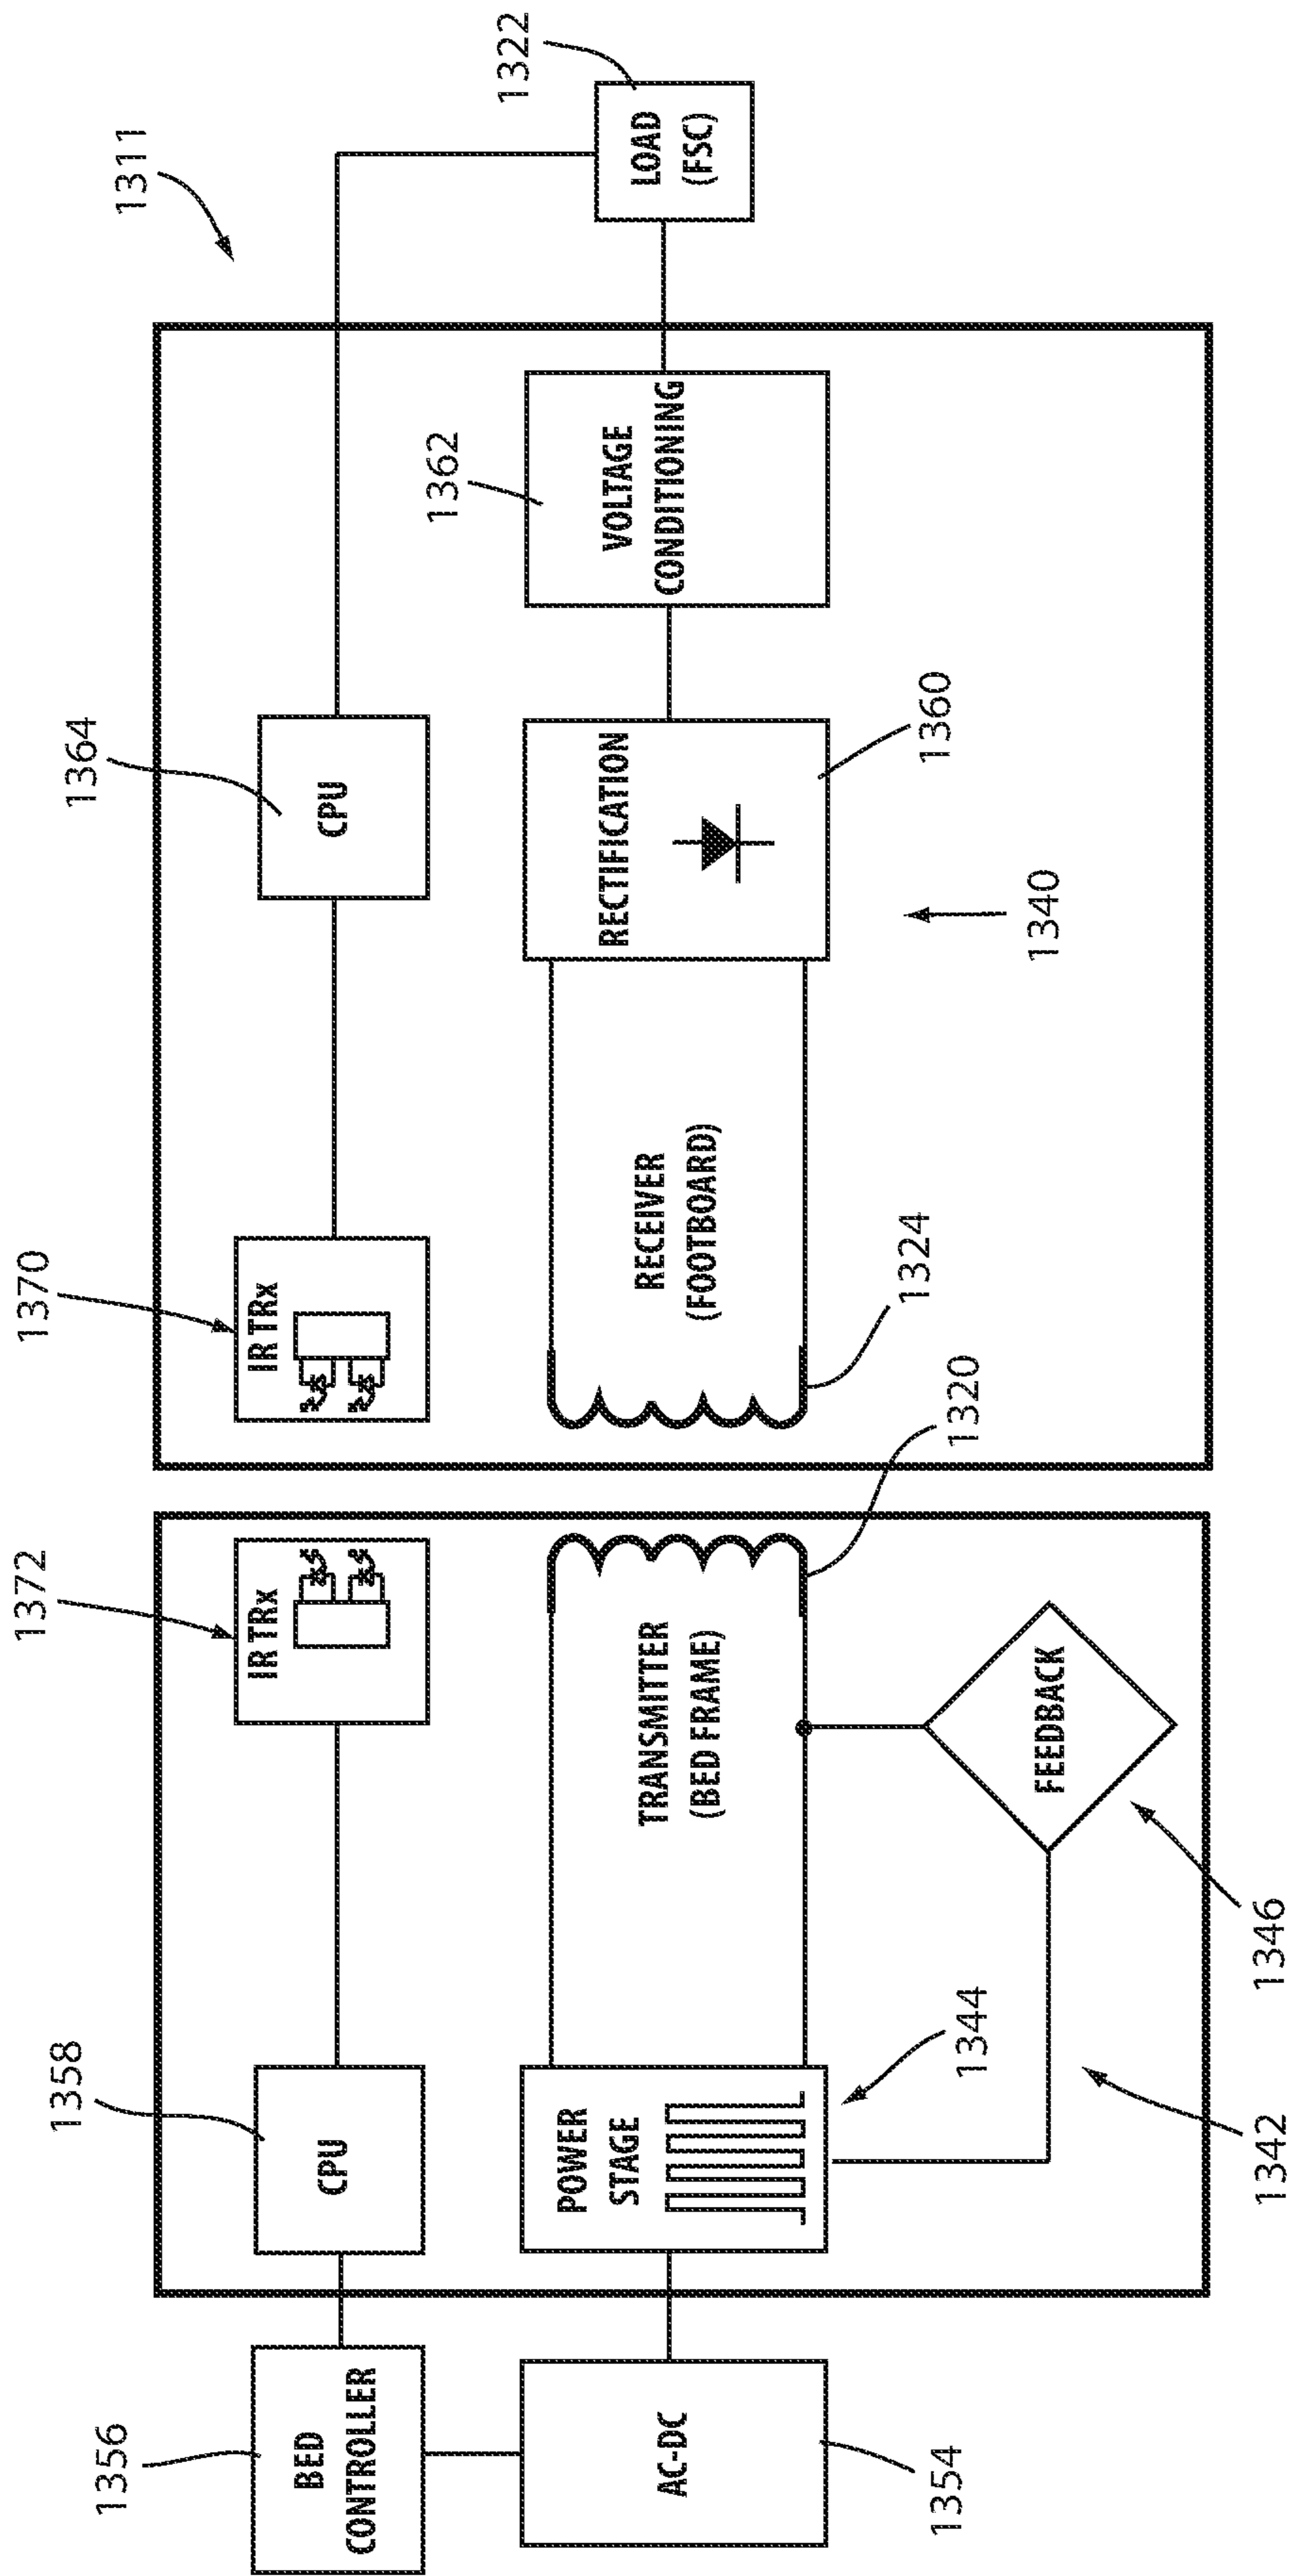 1311
1372
1370
1364
1358
1356
1362
1322
BED
CONTROLLER
CPU
IR TRx
IR TRx
CPU
AC-DC
POWER
STAGE
TRANSMITTER
(BED FRAME)
RECEIVER
(FOOTBOARD)
RECTIFICATION
VOLTAGE
CONDITIONING
LOAD
(FSC)
FEEDBACK
1354
1344
1320
1324
1360
1340
1342
1346